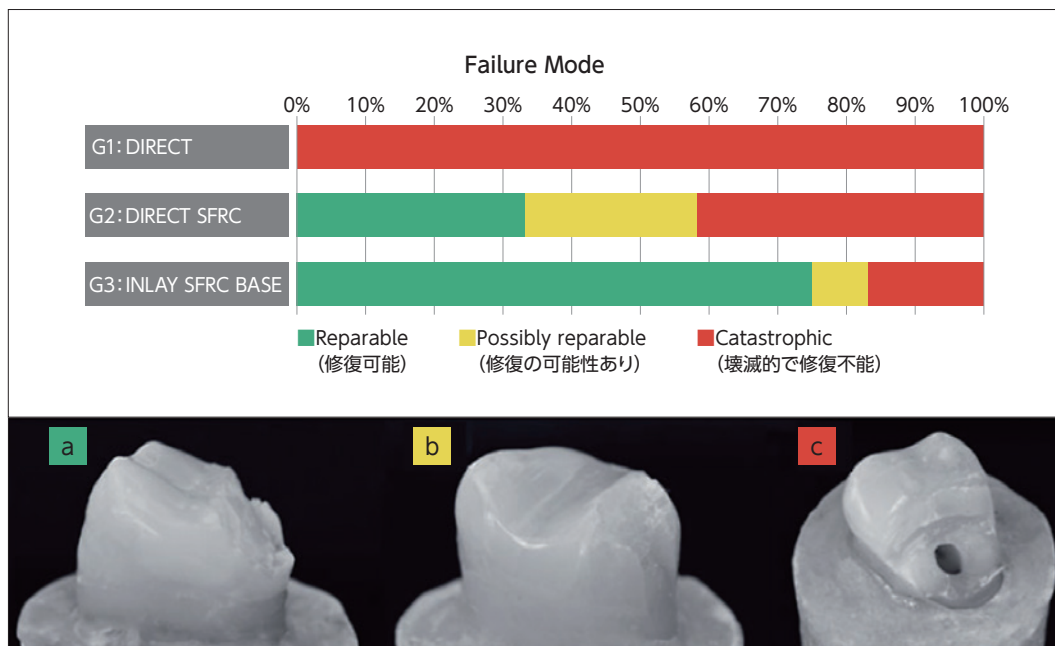 Failure Mode
0% 10% 20% 30% 40% 50% 60% 70% 80% 90% 100%
G1:DIRECT
G2:DIRECT SFRC
G3:INLAY SFRC BASE
Reparable Possibly reparable Catastrophic
(修復可能) (修復の可能性あり) (壊滅的で修復不能)
a b c